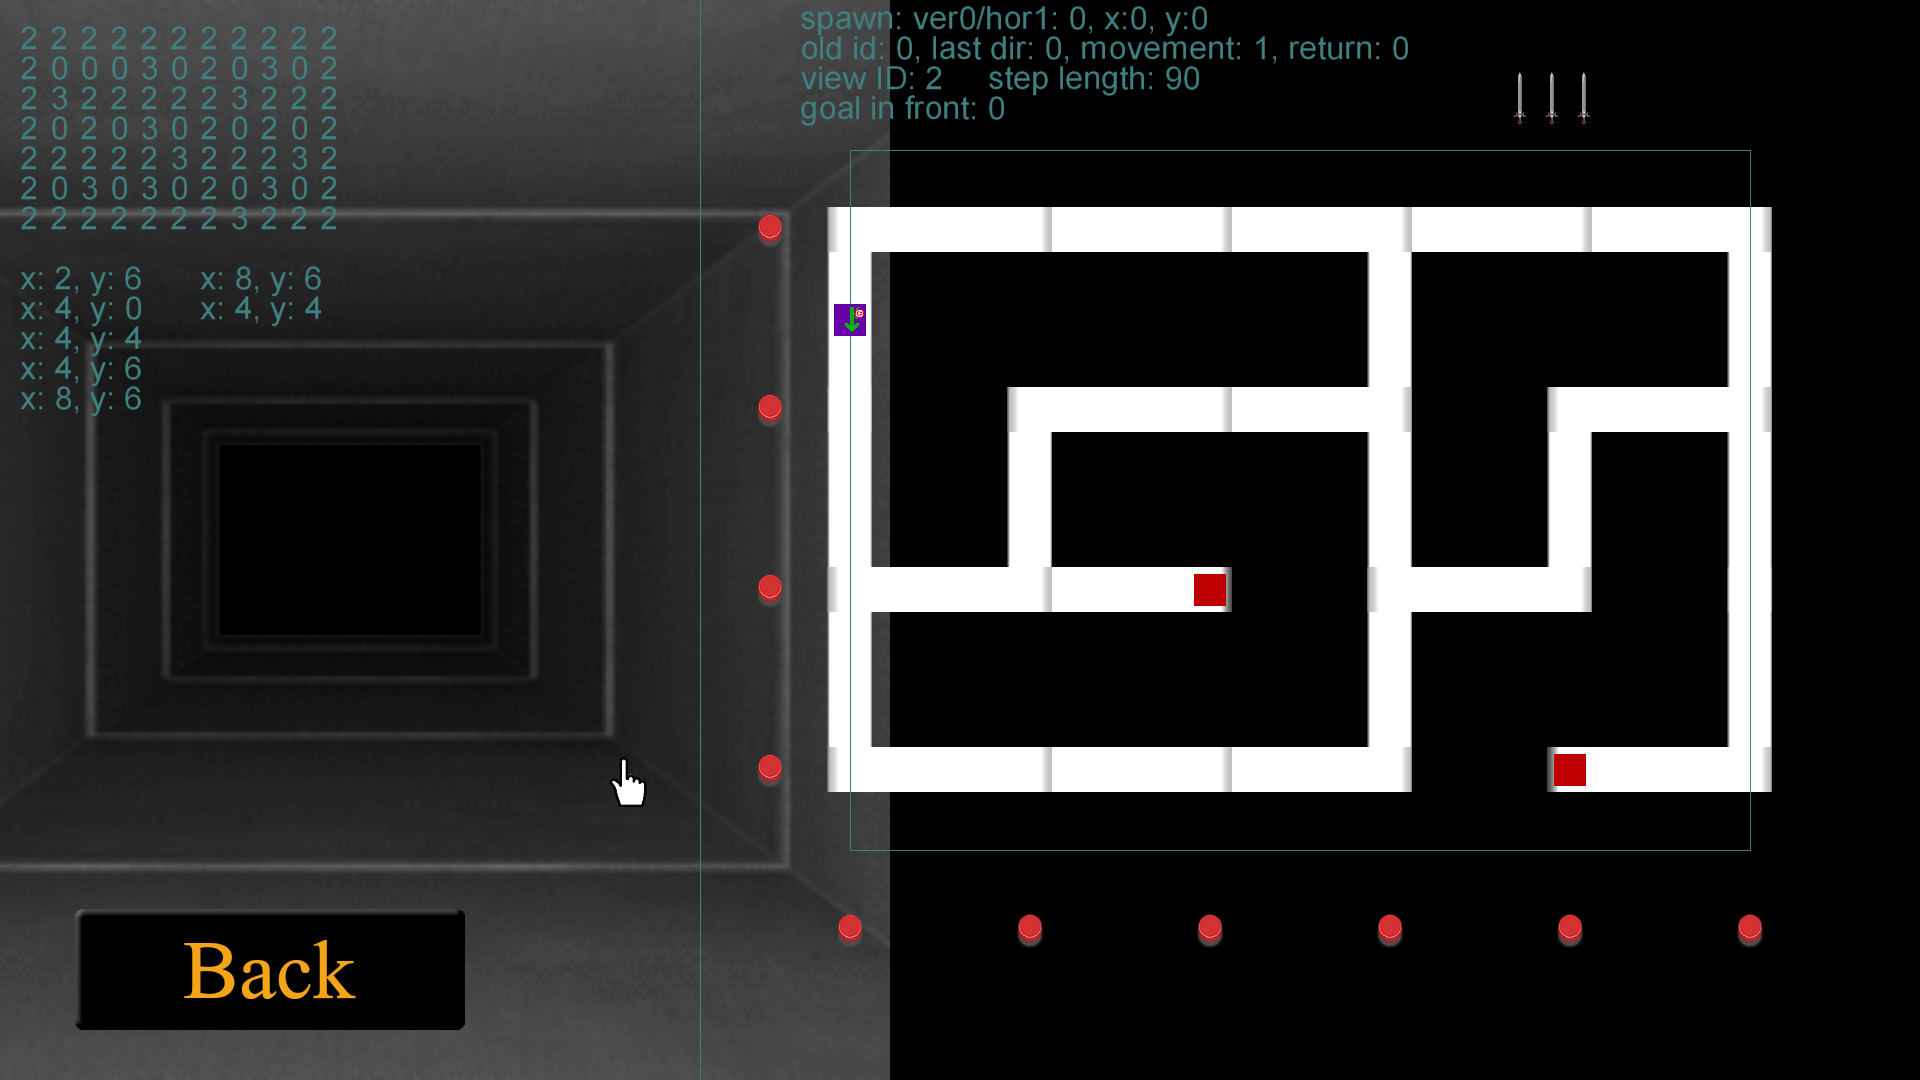 2 2 2 2 2 2 2 2 2 2 2
2 0 0 0 3 0 2 0 3 0 2
2 3 2 2 2 2 2 3 2 2 2
2 0 2 0 3 0 2 0 2 0 2
2 2 2 2 2 3 2 2 2 3 2
2 0 3 0 3 0 2 0 3 0 2
2 2 2 2 2 2 2 3 2 2 2
x: 2, y: 6 x: 8, y: 6
x: 4, y: 0 x: 4, y: 4
x: 4, y: 4
x: 4, y: 6
x: 8, y: 6
Back
spawn: ver0/hor1: 0, x:0, y:0
old id: 0, last dir: 0, movement: 1, return: 0
view ID: 2 step length: 90
goal in front: 0